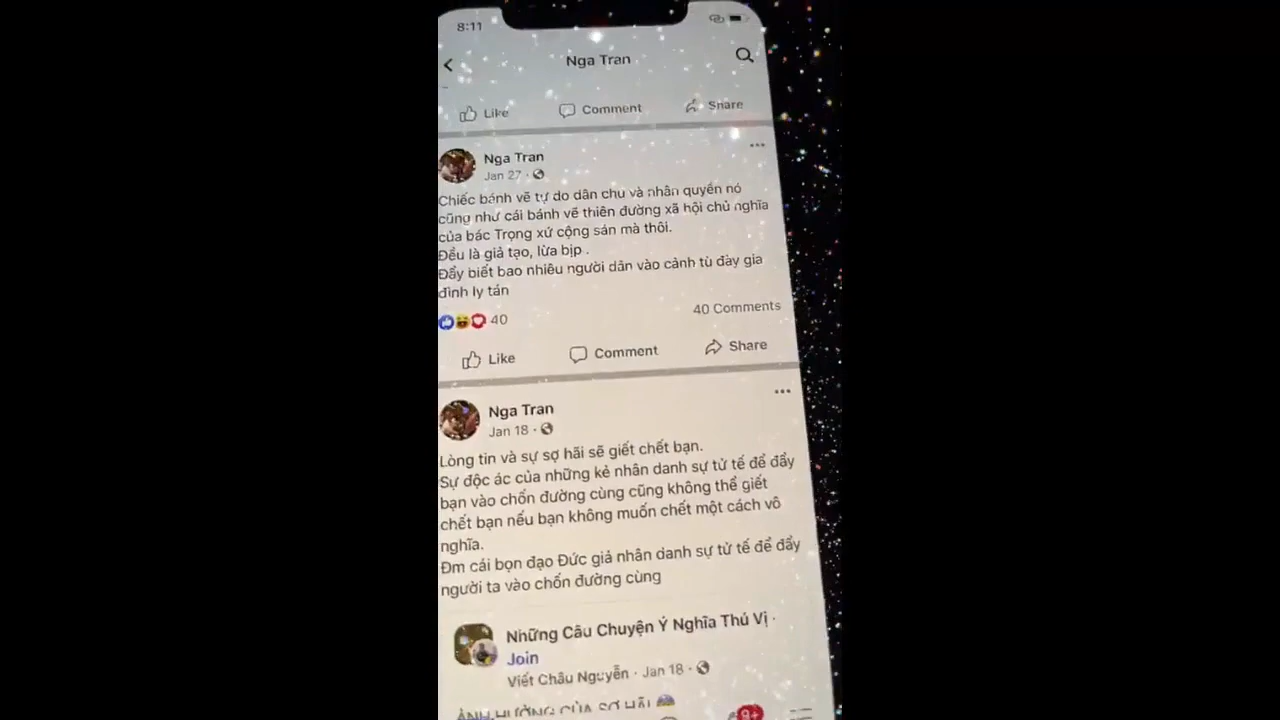 8:11
Nga Tran
Like Comment Share
Nga Tran
Jan 27
Chiếc bánh vẽ tự do dân chu và nhân quyền nó
cũng như cái bánh vẽ thiên đường xã hội chủ nghĩa
của bác Trọng xứ cộng sản mà thôi.
Đều là giả tạo, lừa bịp .
Đẩy biết bao nhiêu người dân vào cảnh tù đày gia
đình ly tán
40
40 Comments
Like Comment Share
Nga Tran
Jan 18
Lòng tin và sự sợ hãi sẽ giết chết bạn.
Sự độc ác của những kẻ nhân danh sự tử tế để đẩy
bạn vào chốn đường cùng cũng không thể giết
chết bạn nếu bạn không muốn chết một cách vô
nghĩa.
Đm cái bọn đạo Đức giả nhân danh sự tử tế để đẩy
người ta vào chốn đường cùng
Những Câu Chuyện Ý Nghĩa Thú Vị ·
Join
Viết Châu Nguyễn · Jan 18 ·
ẢNH HƯỞNG CỦA SỢ HÃI
9+